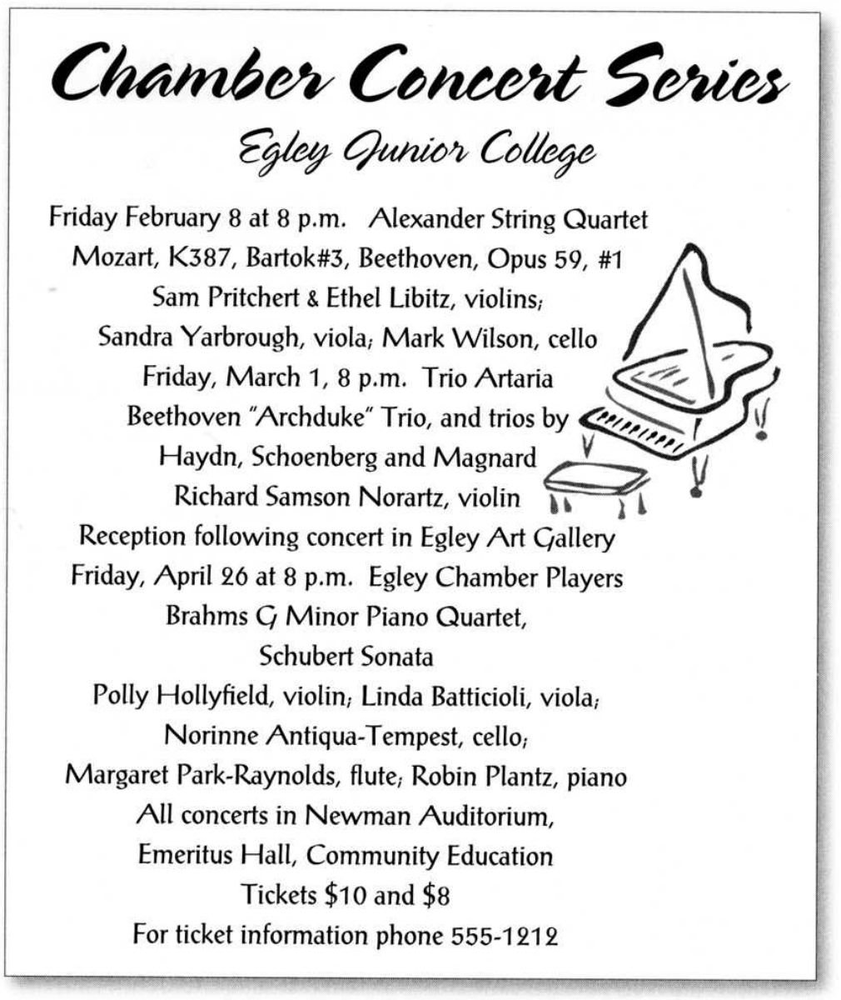 Chamber Concert Series
Egley Junior College
Friday February 8 at 8 p.m. Alexander String Quartet
Mozart, K387, Bartok#3, Beethoven, Opus 59, #1
Sam Pritchert & Ethel Libitz, violins;
Sandra Yarbrough, viola; Mark Wilson, cello
Friday, March 1, 8 p.m. Trio Artaria
Beethoven "Archduke" Trio, and trios by
Haydn, Schoenberg and Magnard
Richard Samson Norartz, violin
Reception following concert in Egley Art Gallery
Friday, April 26 at 8 p.m. Egley Chamber Players
Brahms G Minor Piano Quartet,
Schubert Sonata
Polly Hollyfield, violin; Linda Batticioli, viola;
Norinne Antiqua-Tempest, cello;
Margaret Park-Raynolds, flute; Robin Plantz, piano
All concerts in Newman Auditorium,
Emeritus Hall, Community Education
Tickets $10 and $8
For ticket information phone 555-1212